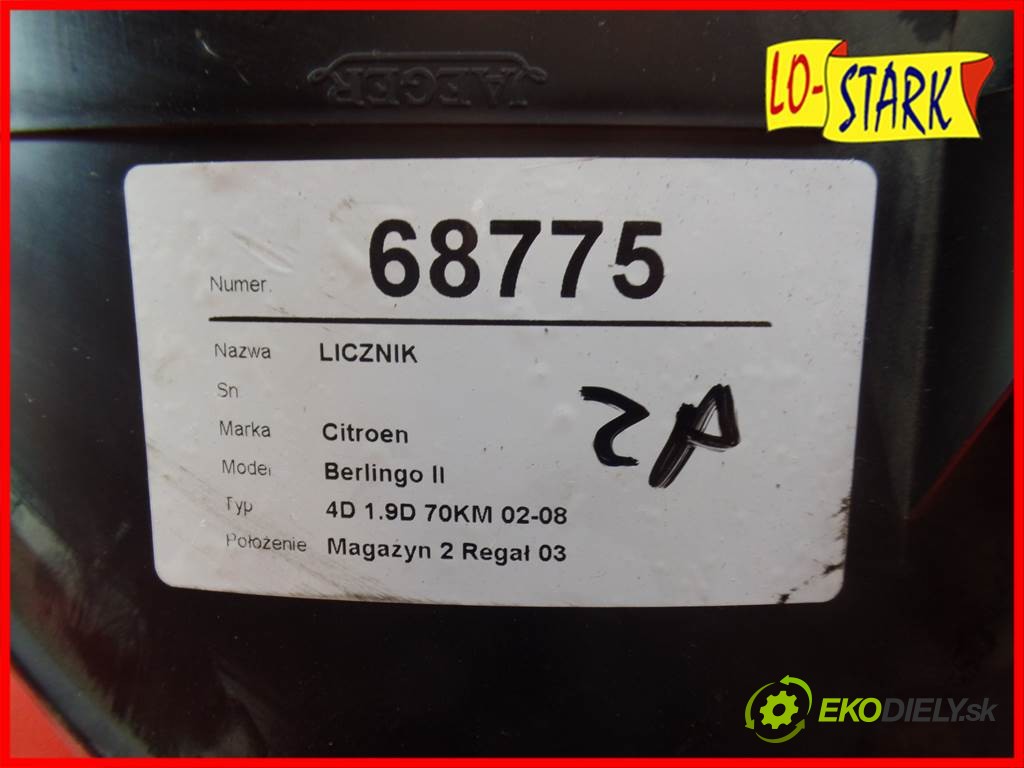 JAEGER
LO-STARK
Numer. 68775
Nazwa LICZNIK
Sn
Marka Citroen
Model Berlingo II
Typ 4D 1.9D 70KM 02-08
Położenie Magazyn 2 Regał 03
EKODIELY.sk